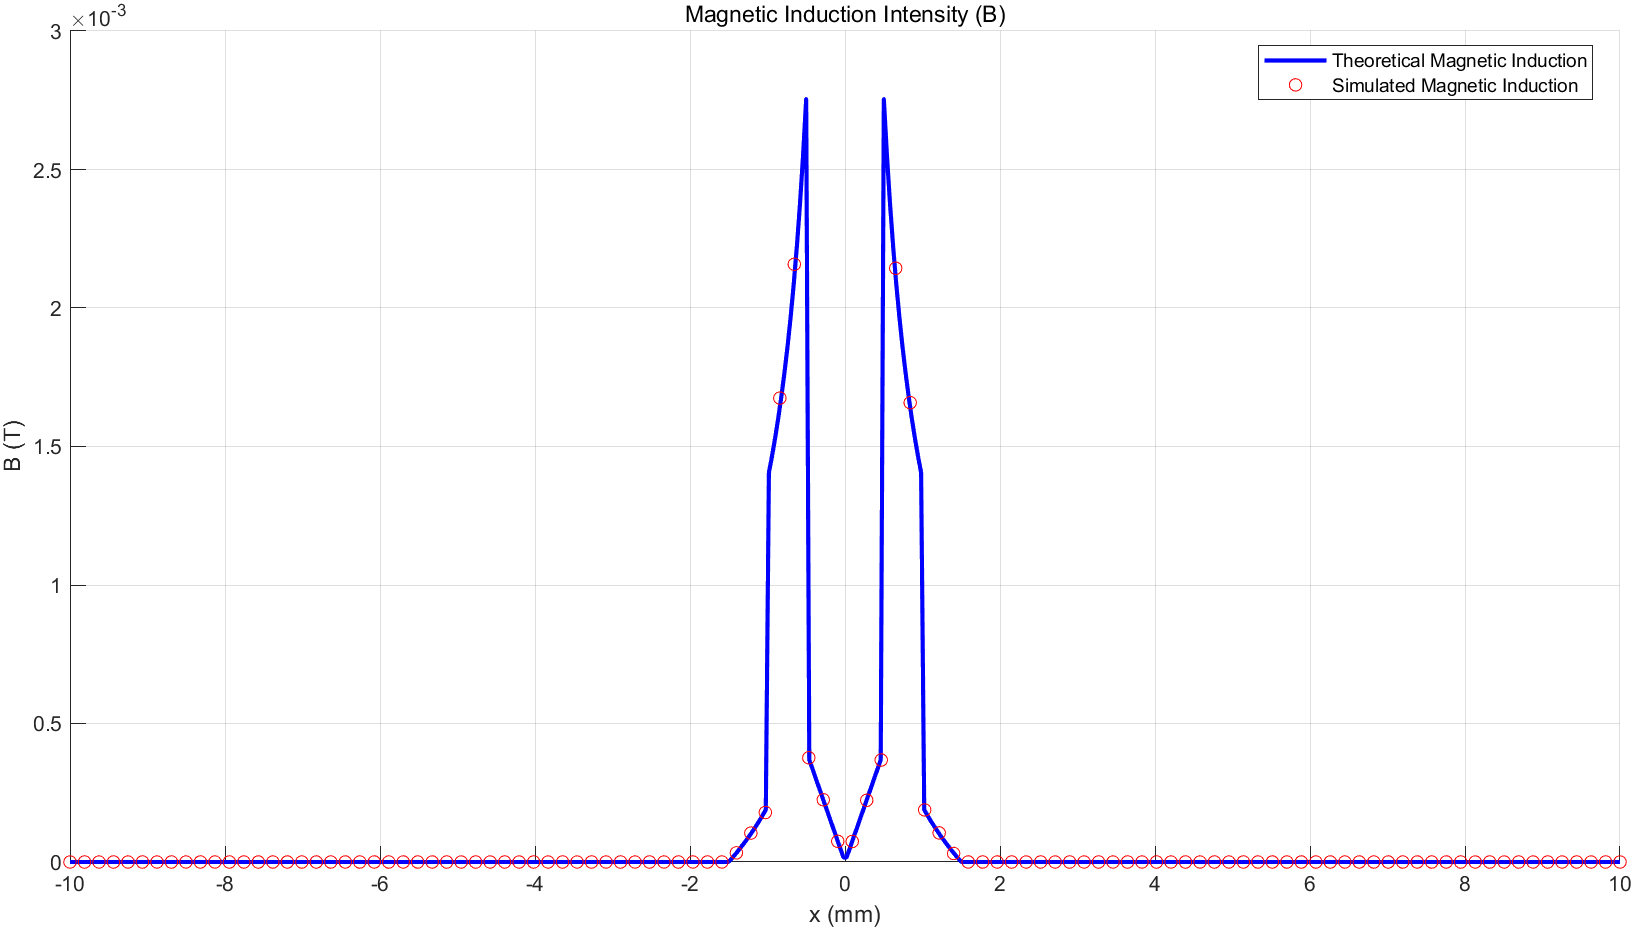 Magnetic Induction Intensity (B)
×10-3
Theoretical Magnetic Induction
Simulated Magnetic Induction
3
2.5
2
1.5
1
0.5
0
B (T)
-10 -8 -6 -4 -2 0 2 4 6 8 10
x (mm)